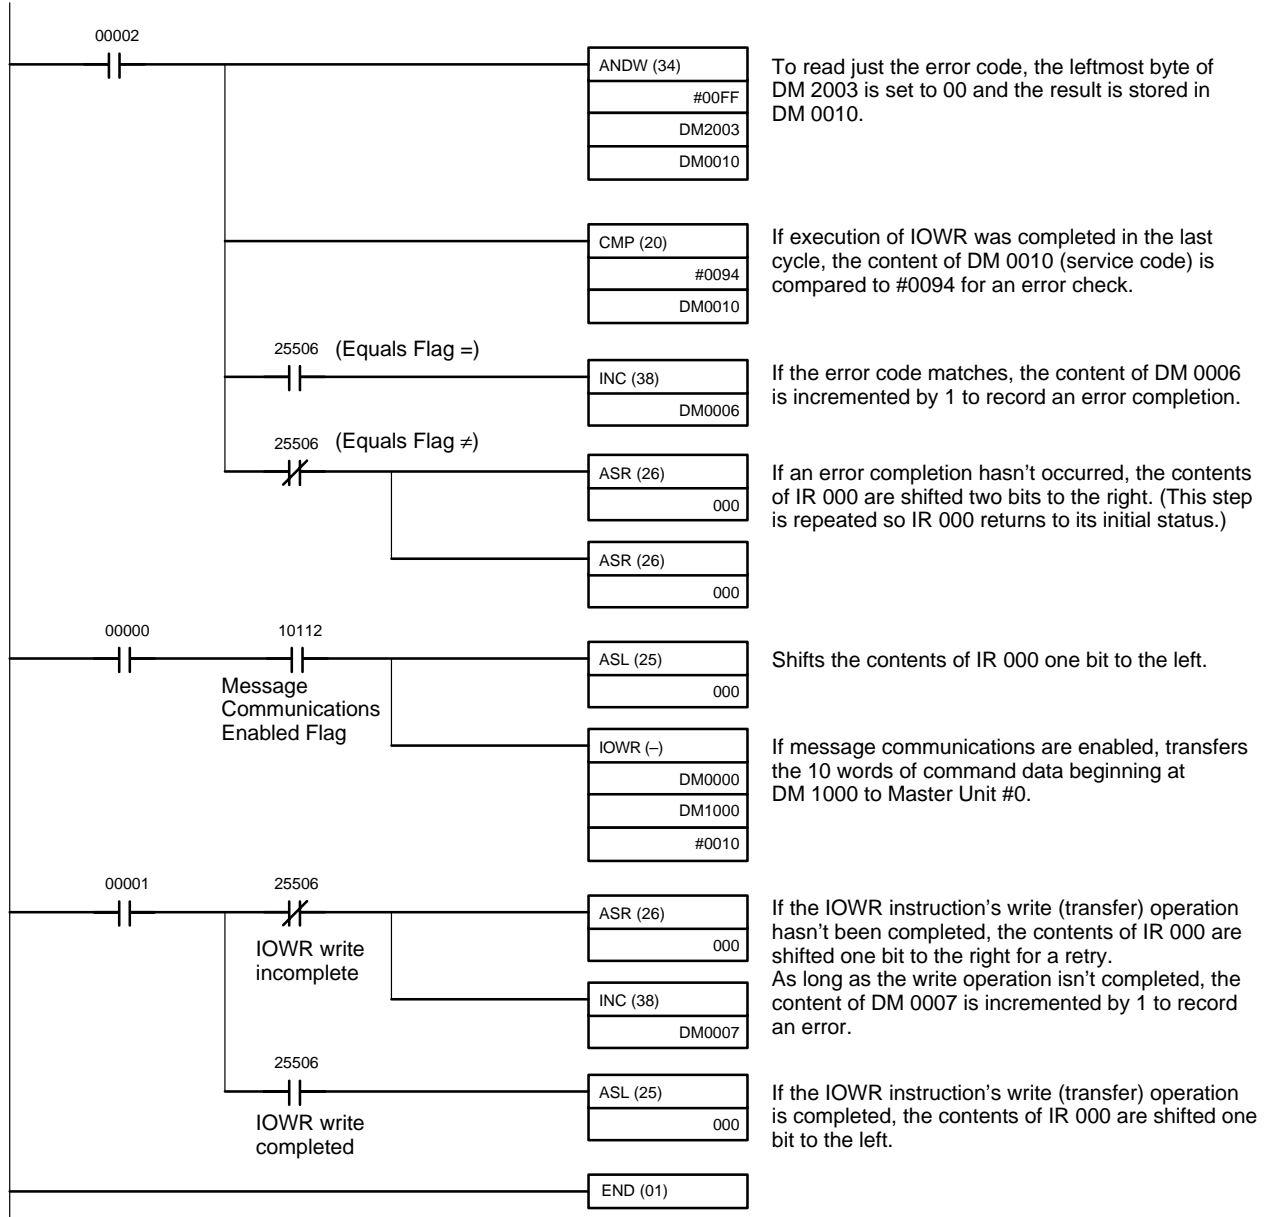 00002
ANDW (34)
#00FF
DM2003
DM0010
To read just the error code, the leftmost byte of
DM 2003 is set to 00 and the result is stored in
DM 0010.
CMP (20)
#0094
DM0010
If execution of IOWR was completed in the last
cycle, the content of DM 0010 (service code) is
compared to #0094 for an error check.
25506 (Equals Flag =)
INC (38)
DM0006
If the error code matches, the content of DM 0006
is incremented by 1 to record an error completion.
25506 (Equals Flag ≠)
ASR (26)
000
If an error completion hasn't occurred, the contents
of IR 000 are shifted two bits to the right. (This step
is repeated so IR 000 returns to its initial status.)
ASR (26)
000
00000
10112
Message
Communications
Enabled Flag
ASL (25)
000
Shifts the contents of IR 000 one bit to the left.
IOWR (–)
DM0000
DM1000
#0010
If message communications are enabled, transfers
the 10 words of command data beginning at
DM 1000 to Master Unit #0.
00001
25506
IOWR write
incomplete
ASR (26)
000
If the IOWR instruction's write (transfer) operation
hasn't been completed, the contents of IR 000 are
shifted one bit to the right for a retry.
As long as the write operation isn't completed, the
content of DM 0007 is incremented by 1 to record
an error.
INC (38)
DM0007
25506
IOWR write
completed
ASL (25)
000
If the IOWR instruction's write (transfer) operation
is completed, the contents of IR 000 are shifted one
bit to the left.
END (01)